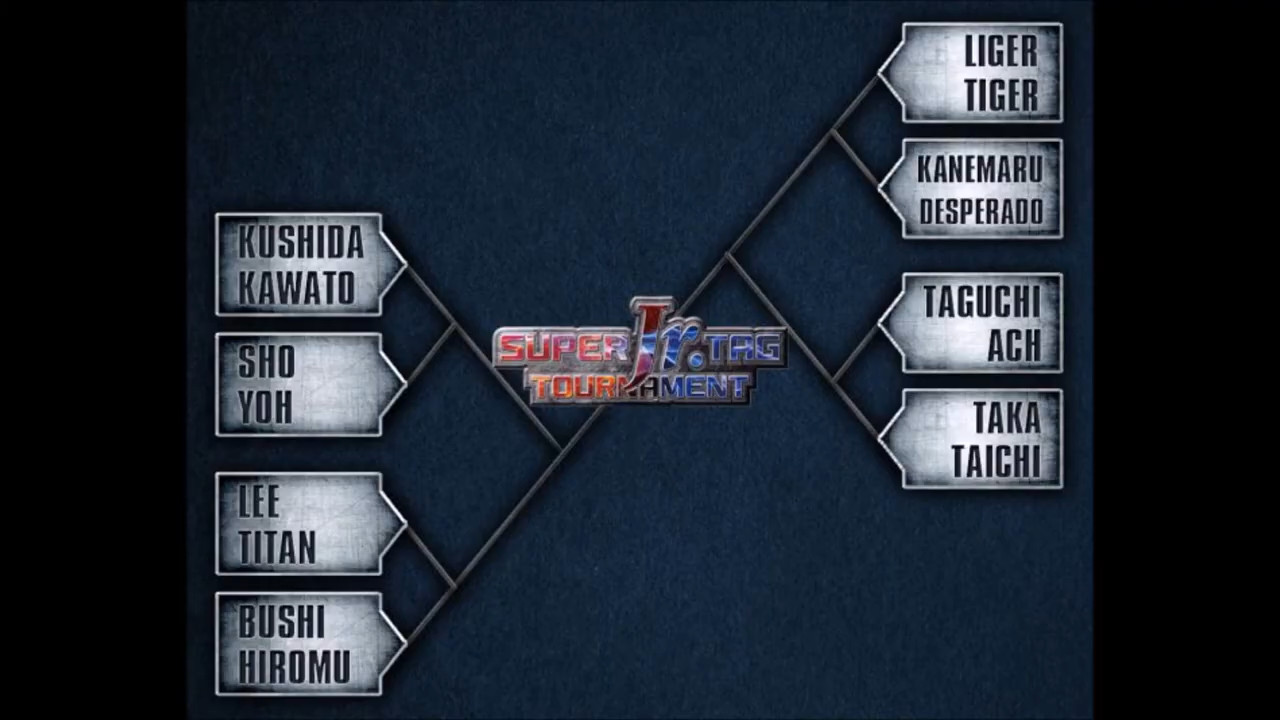 KUSHIDA
KAWATO
SHO
YOH
LEE
TITAN
BUSHI
HIROMU
SUPER Jr. TAG
TOURNAMENT
LIGER
TIGER
KANEMARU
DESPERADO
TAGUCHI
ACH
TAKA
TAICHI